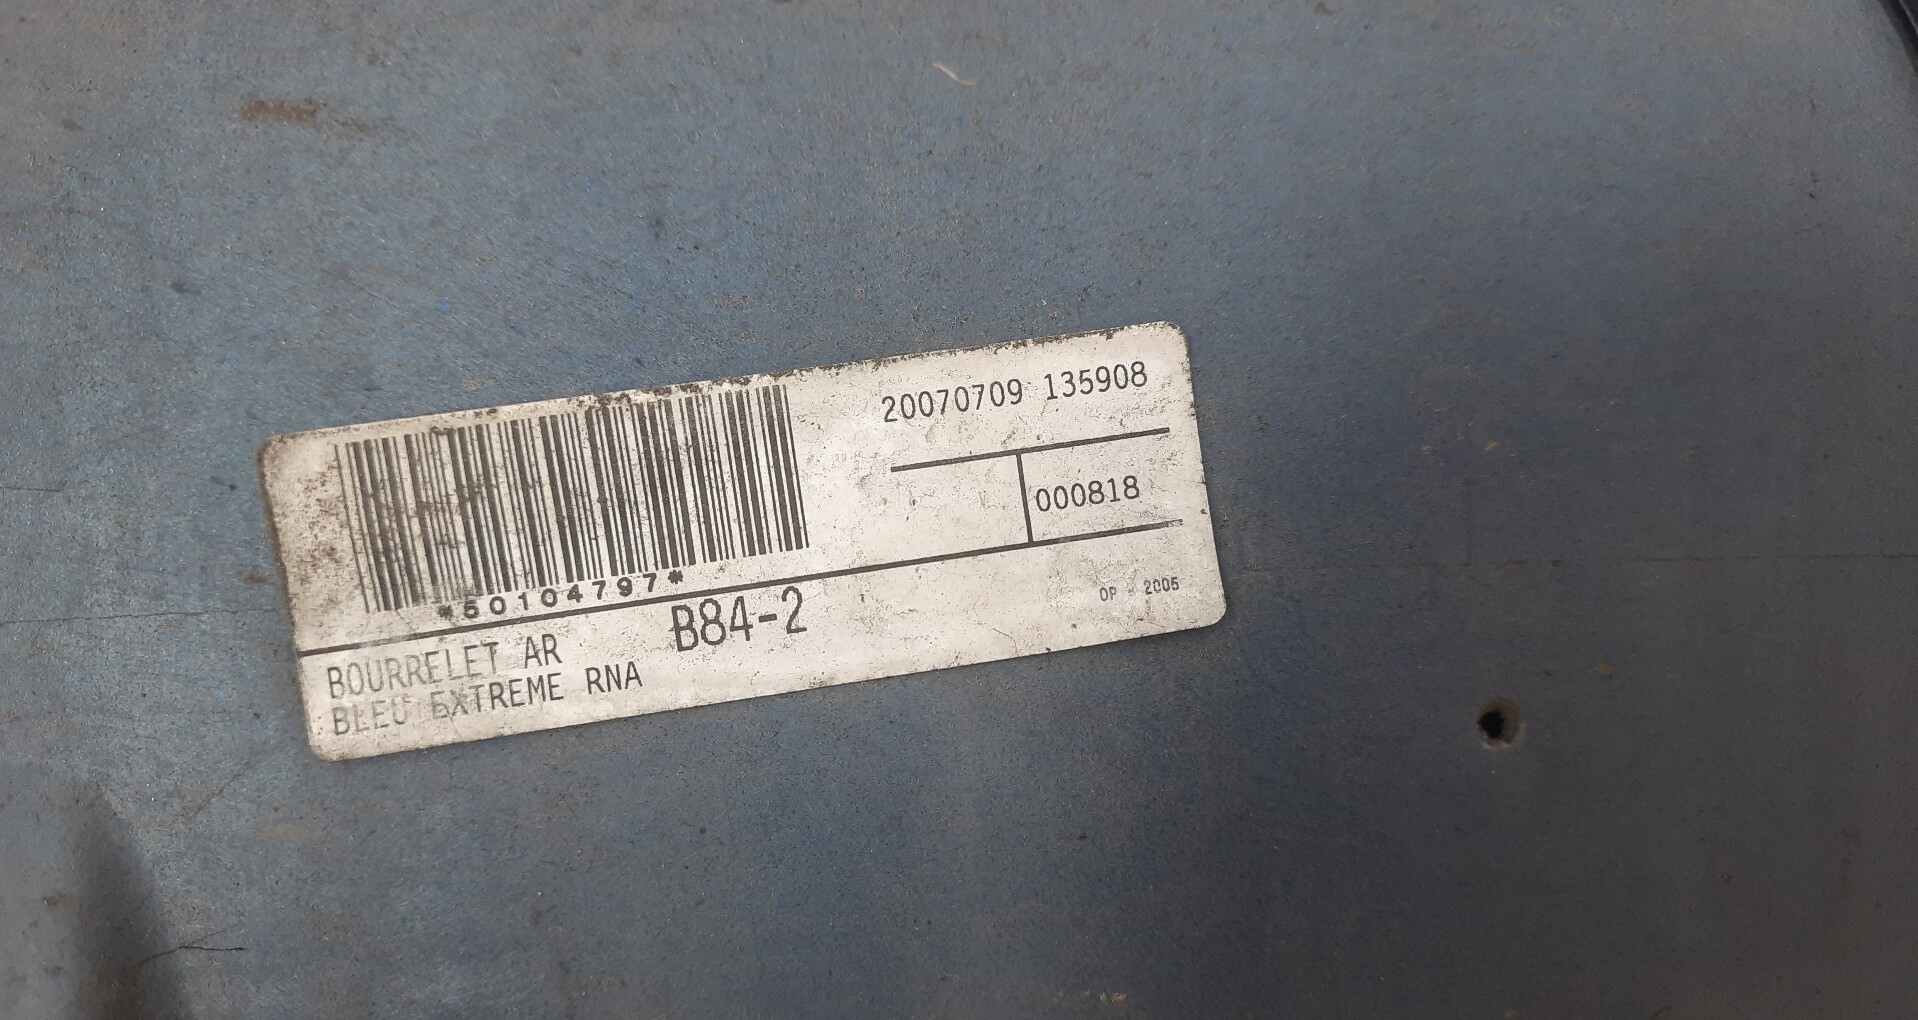 20070709 135908
000818
*50104797*
B84-2
OP 2005
BOURRELET AR
BLEU EXTREME RNA